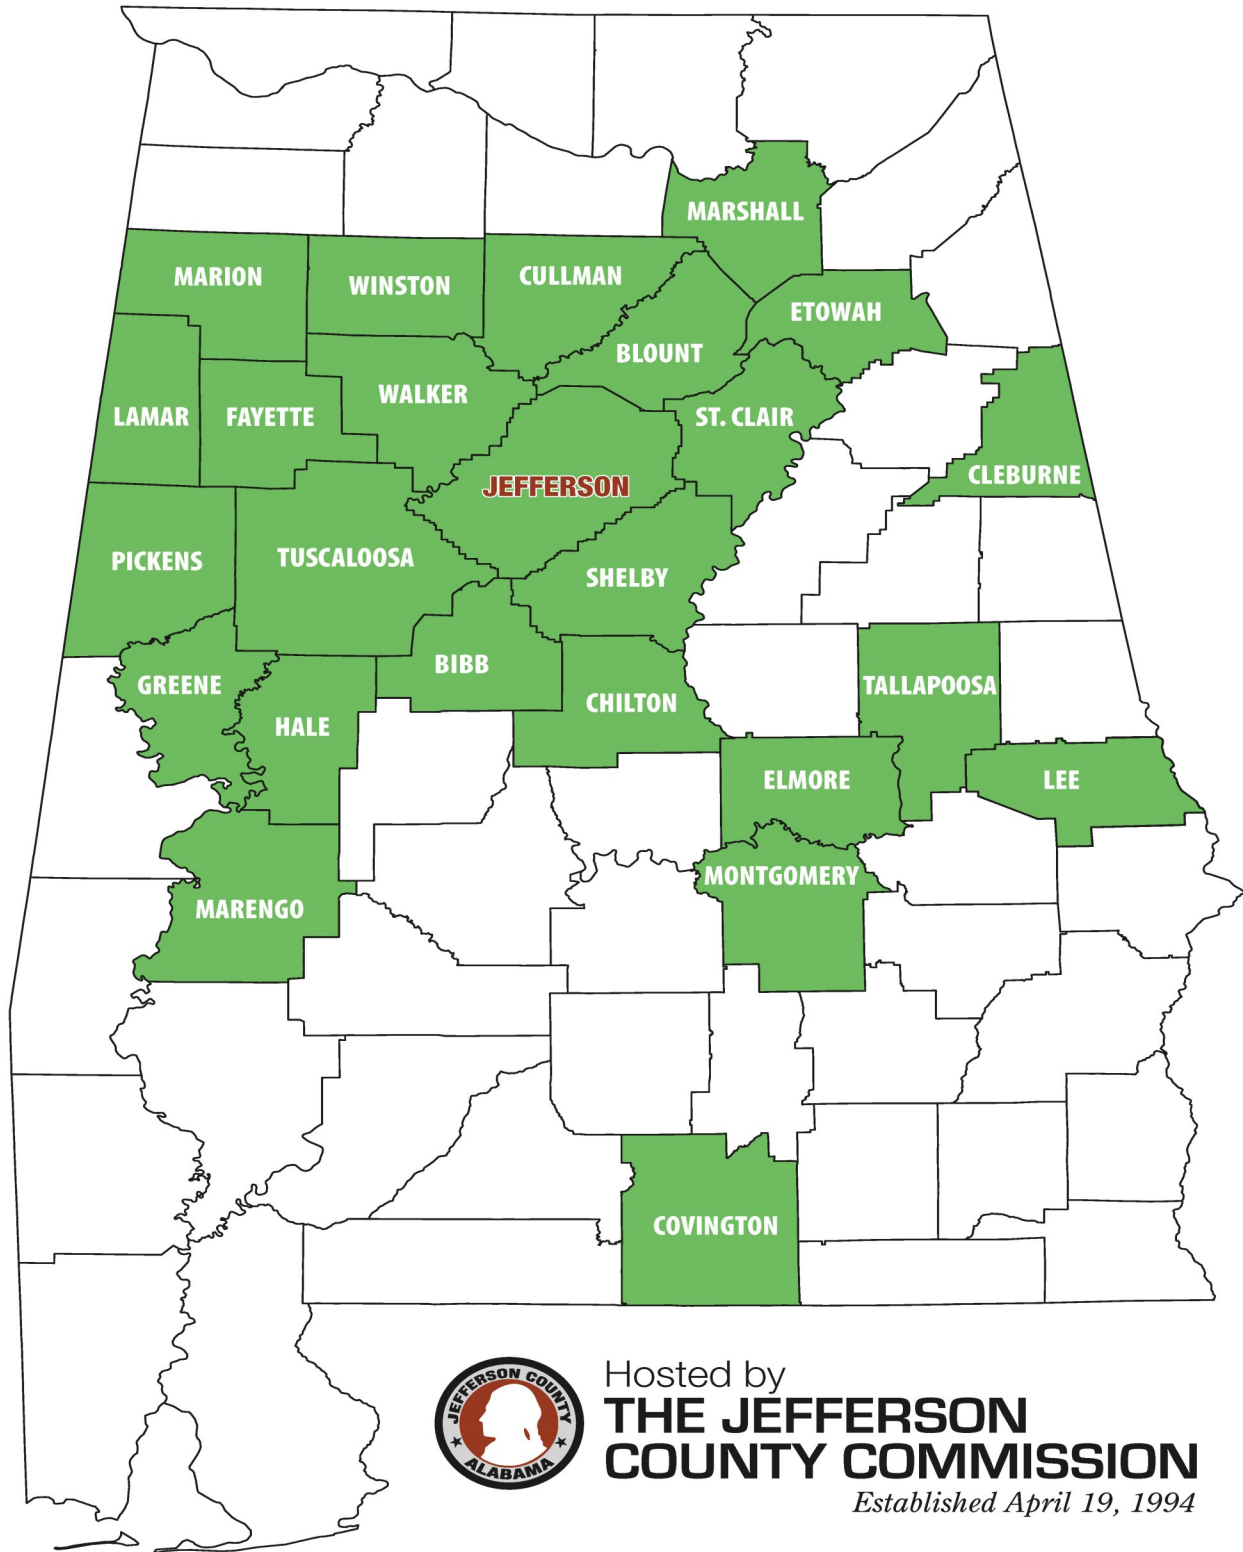 MARSHALL
MARION
WINSTON
CULLMAN
ETOWAH
BLOUNT
WALKER
LAMAR
FAYETTE
ST. CLAIR
CLEBURNE
JEFFERSON
PICKENS
TUSCALOOSA
SHELBY
BIBB
GREENE
TALLAPOOSA
CHILTON
HALE
ELMORE
LEE
MONTGOMERY
MARENGO
COVINGTON
JEFFERSON COUNTY
ALABAMA
Hosted by
THE JEFFERSON
COUNTY COMMISSION
Established April 19, 1994